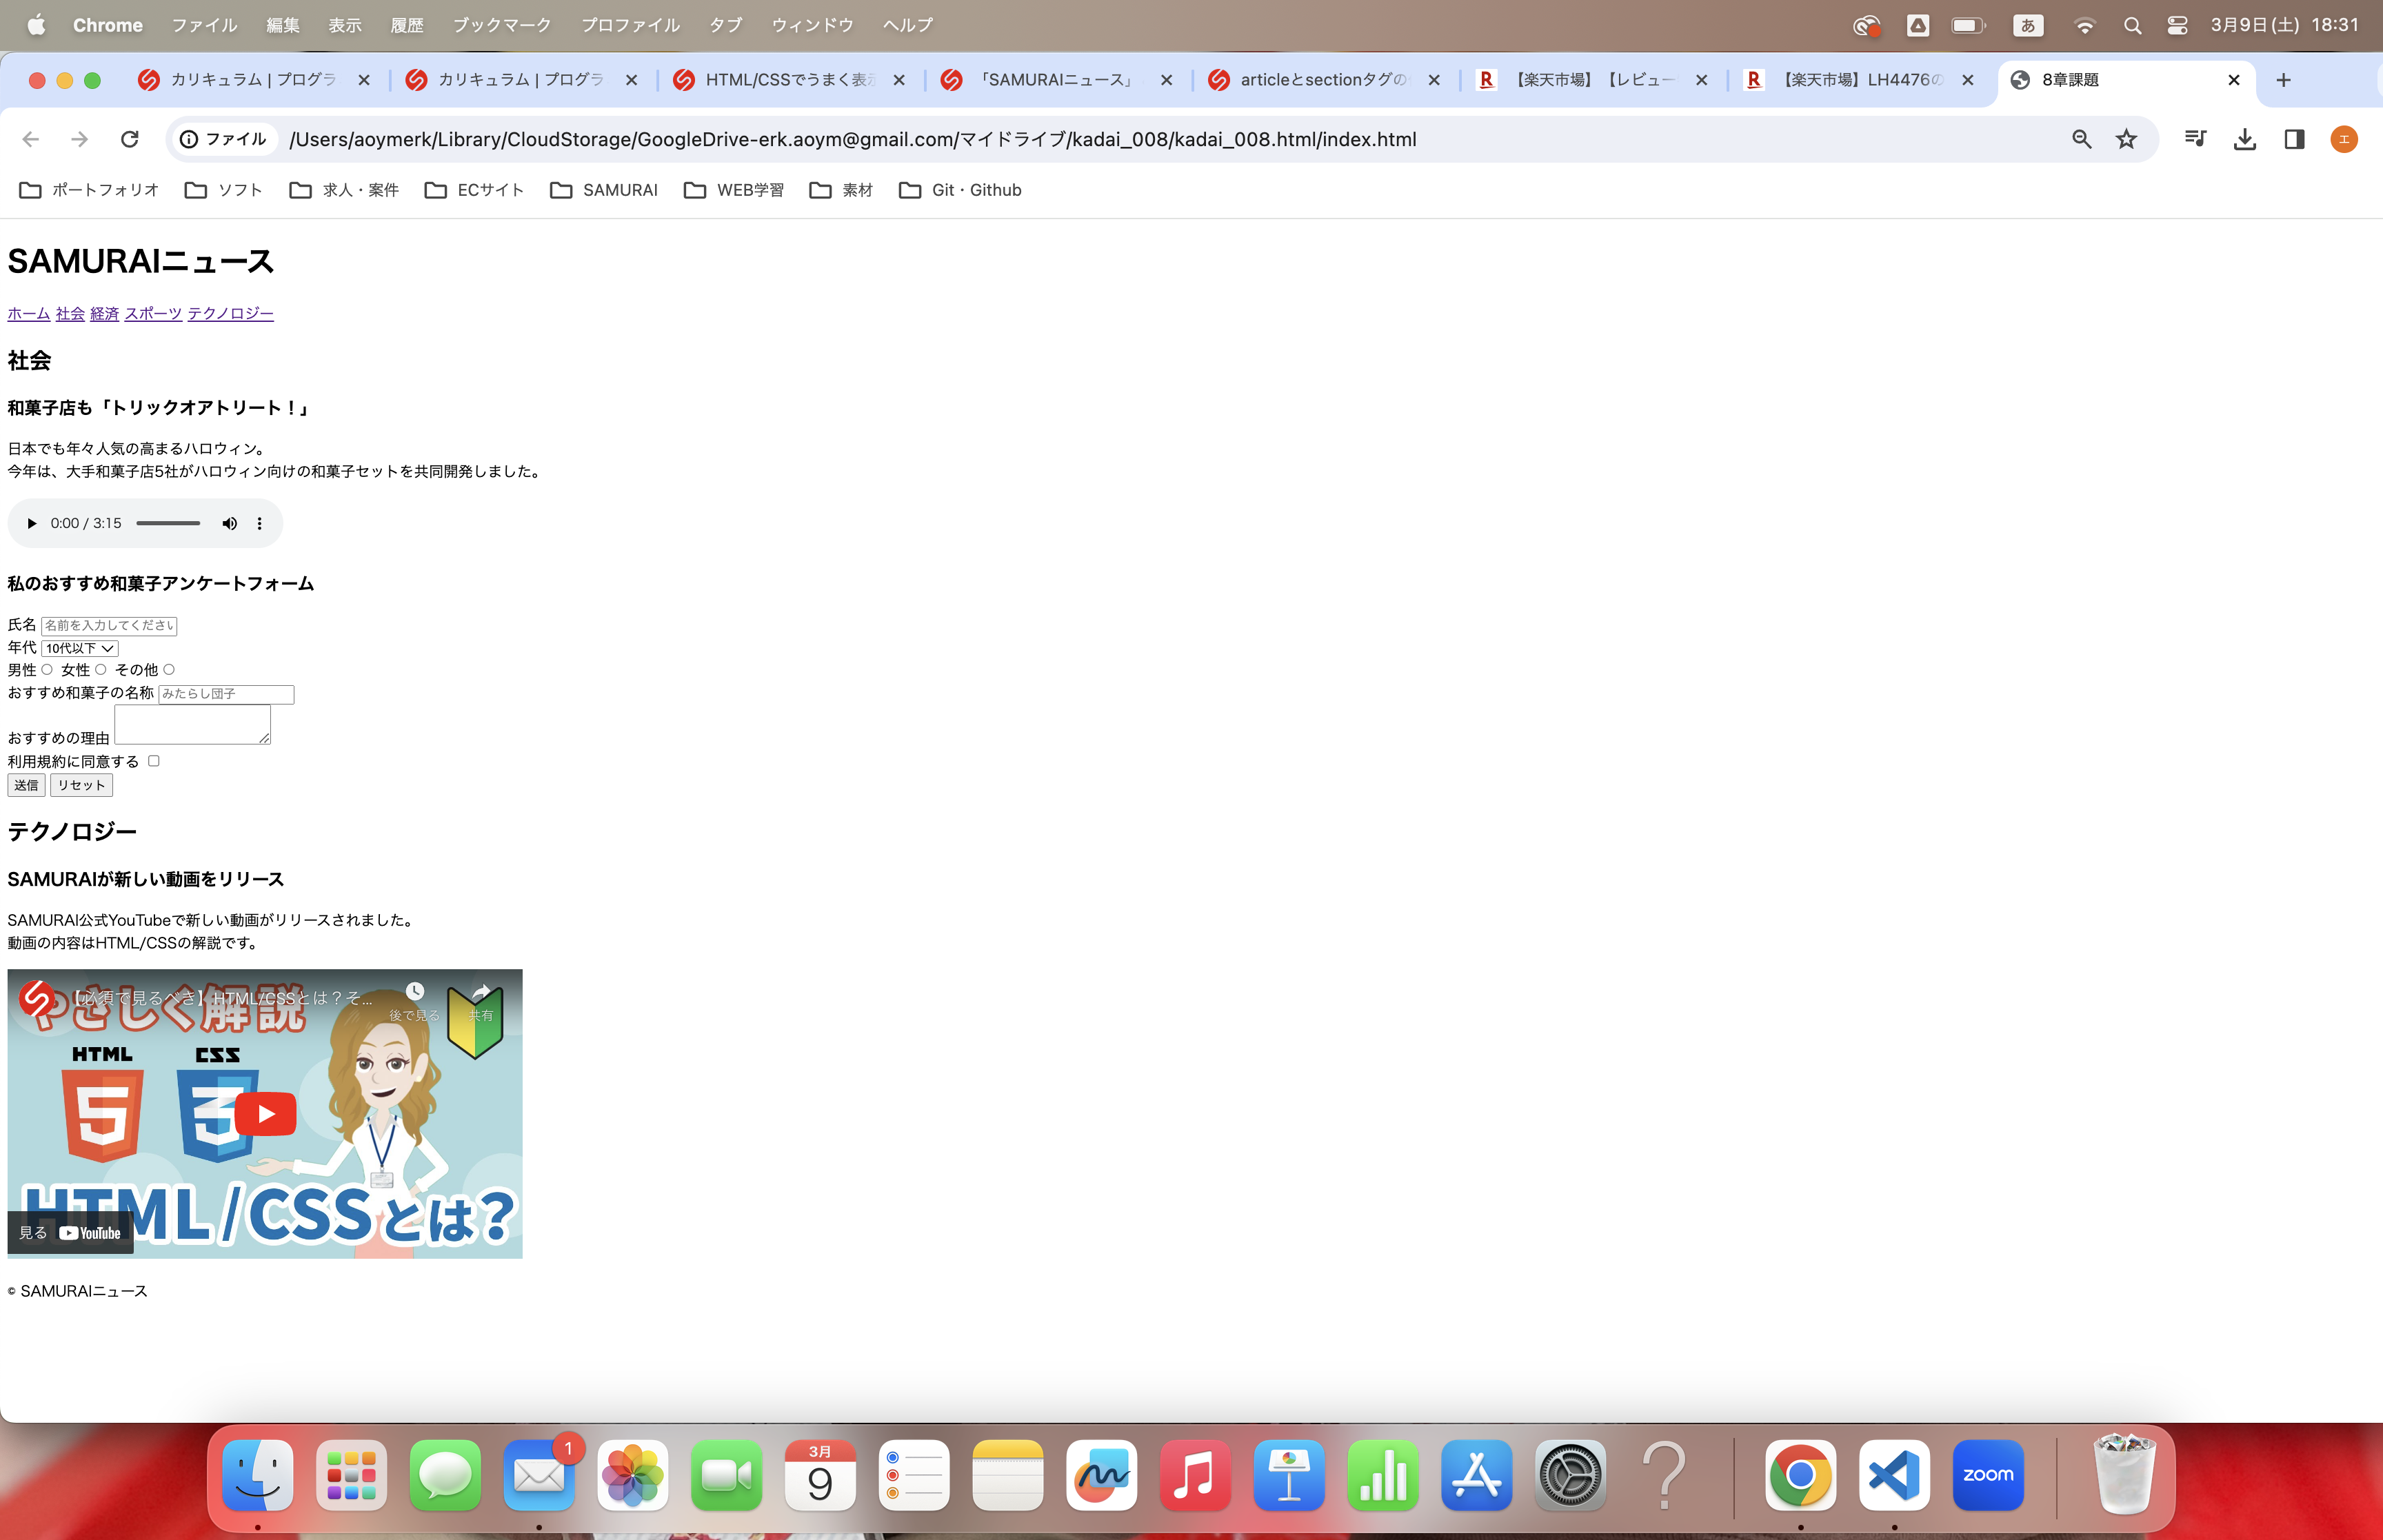 Chrome ファイル 編集 表示 履歴 ブックマーク プロファイル タブ ウィンドウ ヘルプ あ 3月9日(土) 18:31
カリキュラム | プログラ カリキュラム | プログラ HTML/CSSでうまく表示 「SAMURAIニュース」 articleとsectionタグの 【楽天市場】【レビュー 【楽天市場】LH4476の 8章課題
ファイル /Users/aoymerk/Library/CloudStorage/GoogleDrive-erk.aoym@gmail.com/マイドライブ/kadai_008/kadai_008.html/index.html エ
ポートフォリオ ソフト 求人・案件 ECサイト SAMURAI WEB学習 素材 Git・Github
SAMURAIニュース
ホーム 社会 経済 スポーツ テクノロジー
社会
和菓子店も「トリックオアトリート！」
日本でも年々人気の高まるハロウィン。
今年は、大手和菓子店5社がハロウィン向けの和菓子セットを共同開発しました。
0:00 / 3:15
私のおすすめ和菓子アンケートフォーム
氏名 名前を入力してください
年代 10代以下
男性 女性 その他
おすすめ和菓子の名称 みたらし団子
おすすめの理由
利用規約に同意する
送信 リセット
テクノロジー
SAMURAIが新しい動画をリリース
SAMURAI公式YouTubeで新しい動画がリリースされました。
動画の内容はHTML/CSSの解説です。
【必須で見るべき】HTML/CSSとは？そ...
後で見る 共有
やさしく解説
HTML CSS
5 3
HTML/CSSとは?
見る YouTube
© SAMURAIニュース
1
3月
9
zoom